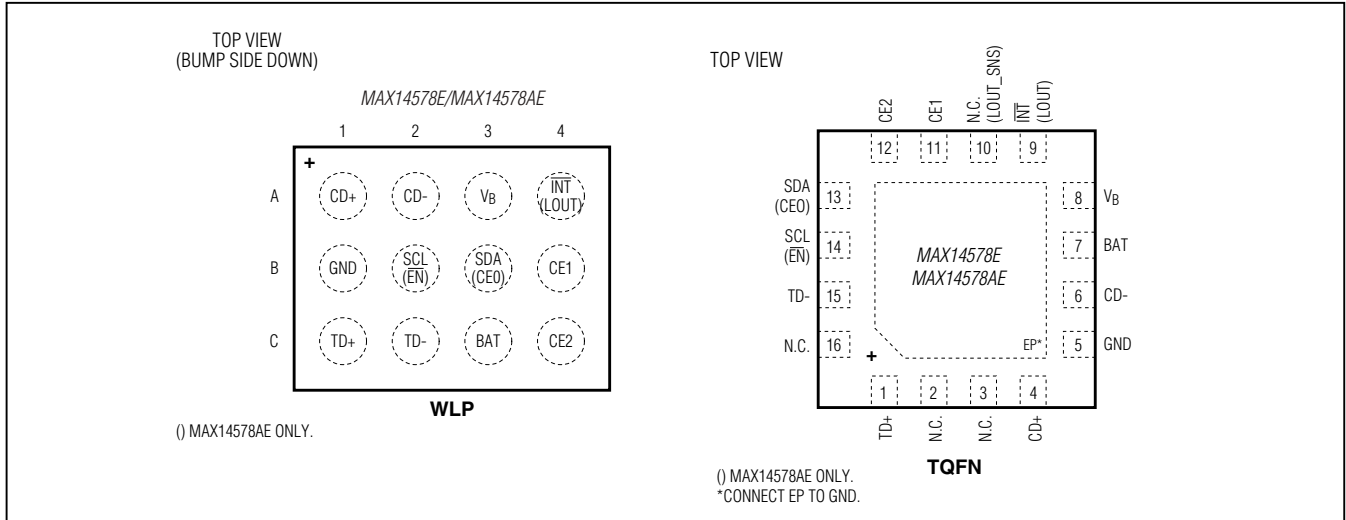 TOP VIEW
(BUMP SIDE DOWN)
MAX14578E/MAX14578AE
1 2 3 4
+
A CD+ CD- VB INT (LOUT)
B GND SCL (EN) SDA (CE0) CE1
C TD+ TD- BAT CE2
WLP
() MAX14578AE ONLY.
TOP VIEW
CE2 CE1 N.C. (LOUT_SNS) INT (LOUT)
12 11 10 9
SDA (CE0) 13 8 VB
SCL (EN) 14 7 BAT
MAX14578E
MAX14578AE
TD- 15 6 CD-
N.C. 16 EP* 5 GND
+
1 2 3 4
TD+ N.C. N.C. CD+
TQFN
() MAX14578AE ONLY.
*CONNECT EP TO GND.